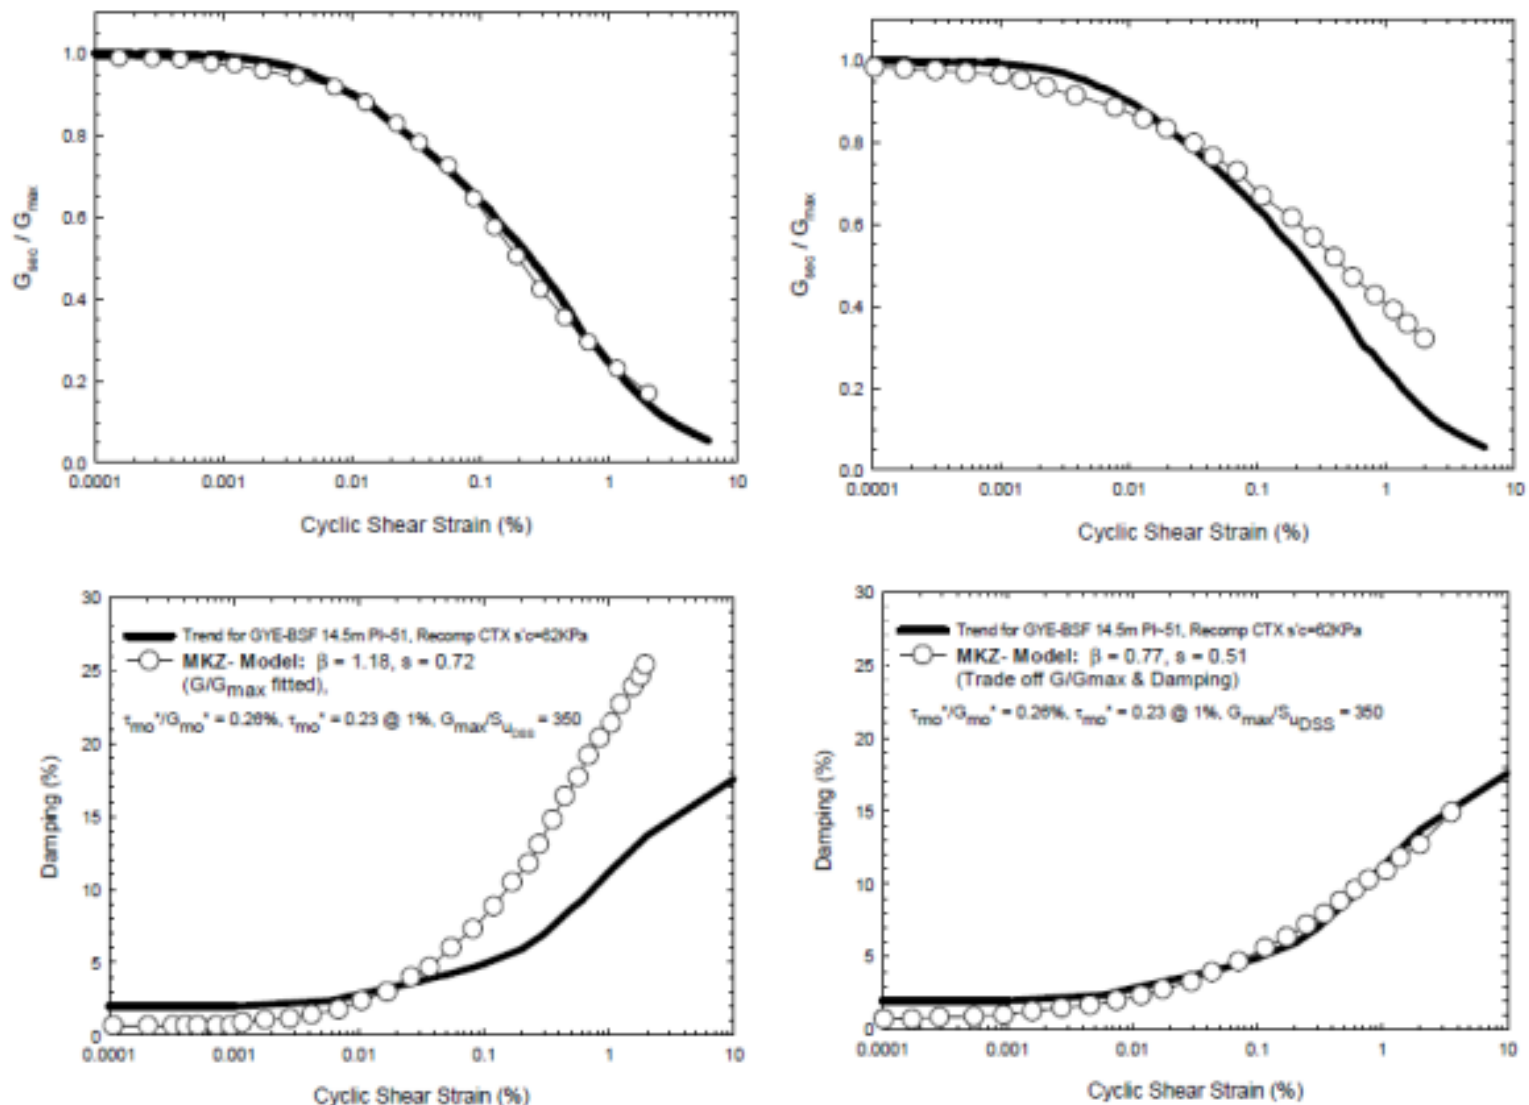 1.0
0.8
0.6
0.4
0.2
0.0
Gsec / Gmax
0.0001 0.001 0.01 0.1 1 10
Cyclic Shear Strain (%)
1.0
0.8
0.6
0.4
0.2
0.0
Gsec / Gmax
0.0001 0.001 0.01 0.1 1 10
Cyclic Shear Strain (%)
30
25
20
15
10
5
0
Damping (%)
Trend for GYE-BSF 14.5m PI~51, Recomp CTX s'c=62KPa
MKZ- Model: β = 1.18, s = 0.72
(G/Gmax fitted),
τmo*/Gmo* = 0.26%, τmo* = 0.23 @ 1%, Gmax/SuDSS = 350
0.0001 0.001 0.01 0.1 1 10
Cyclic Shear Strain (%)
30
25
20
15
10
5
0
Damping (%)
Trend for GYE-BSF 14.5m PI~51, Recomp CTX s'c=62KPa
MKZ- Model: β = 0.77, s = 0.51
(Trade off G/Gmax & Damping)
τmo*/Gmo* = 0.26%, τmo* = 0.23 @ 1%, Gmax/SuDSS = 350
0.0001 0.001 0.01 0.1 1 10
Cyclic Shear Strain (%)